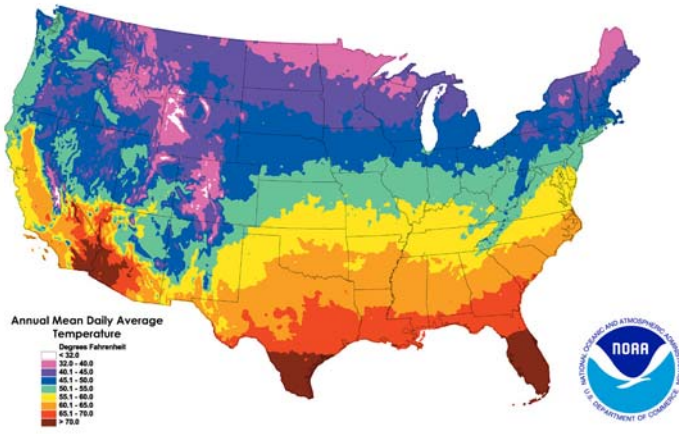 Annual Mean Daily Average
Temperature
Degrees Fahrenheit
< 32.0
32.0 - 40.0
40.1 - 45.0
45.1 - 50.0
50.1 - 55.0
55.1 - 60.0
60.1 - 65.0
65.1 - 70.0
> 70.0
NATIONAL OCEANIC AND ATMOSPHERIC
NOAA
U.S. DEPARTMENT OF COMMERCE